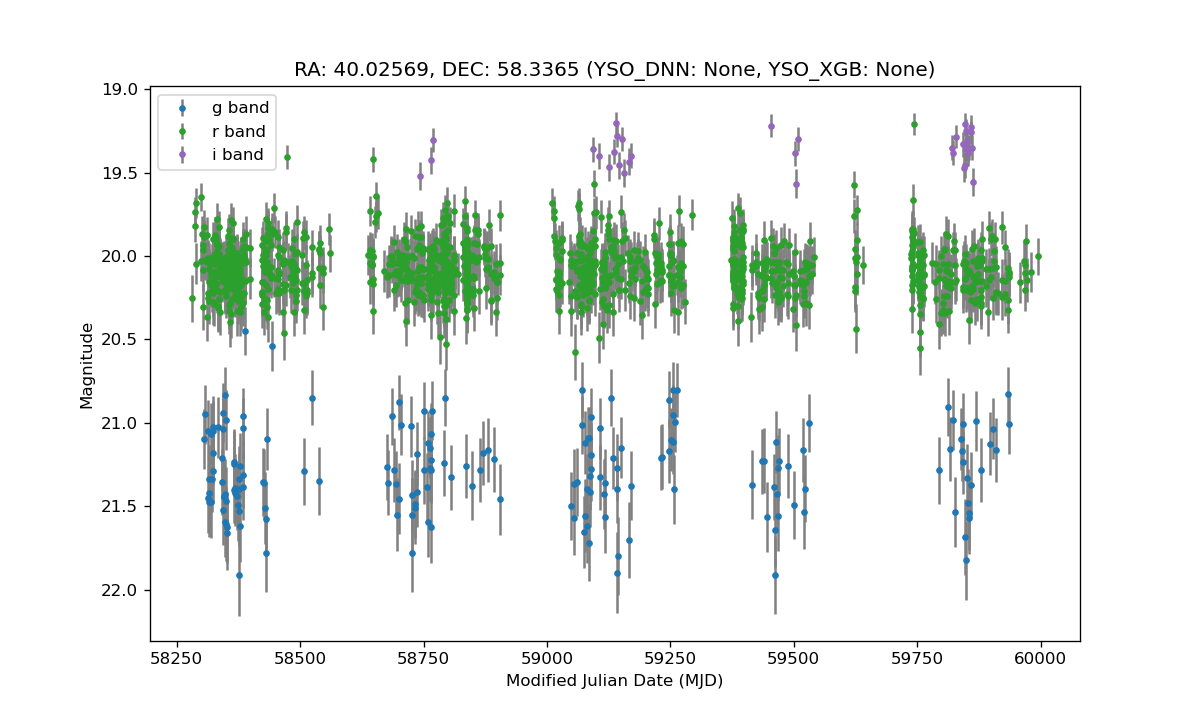 RA: 40.02569, DEC: 58.3365 (YSO_DNN: None, YSO_XGB: None)
g band
r band
i band
Magnitude
19.0
19.5
20.0
20.5
21.0
21.5
22.0
58250 58500 58750 59000 59250 59500 59750 60000
Modified Julian Date (MJD)